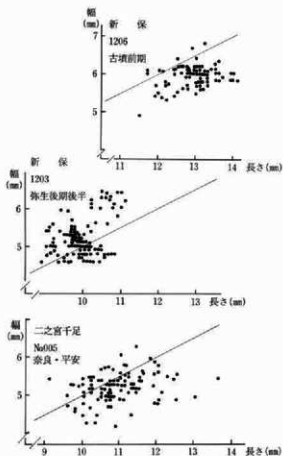 幅
(mm)
新保
1206
古墳前期
7
6
5
11 12 13 14 長さ(mm)
幅
(mm)
新保
1203
弥生後期後半
6
5
10 11 12 13 長さ(mm)
幅
(mm)
二之宮千足
№005
奈良・平安
6
5
9 10 11 12 13 14 長さ(mm)